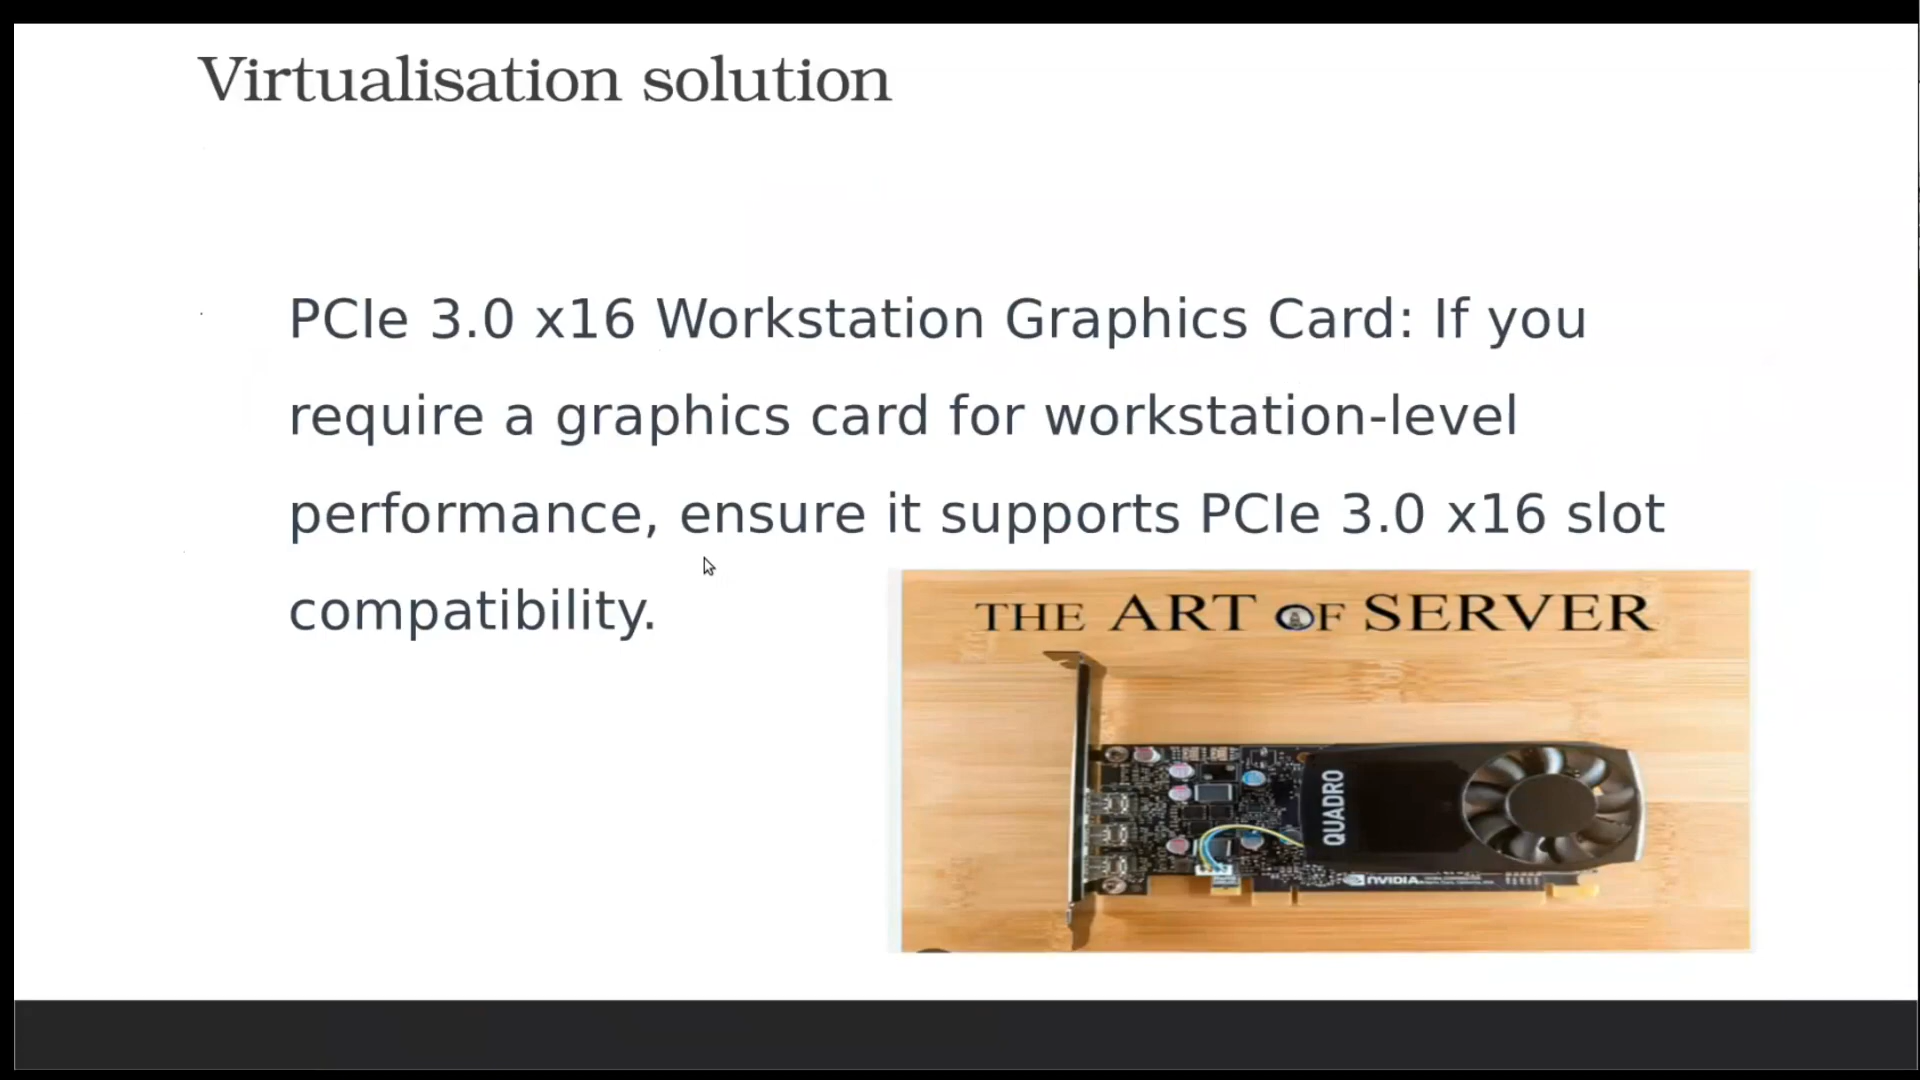 Virtualisation solution
PCIe 3.0 x16 Workstation Graphics Card: If you
require a graphics card for workstation-level
performance, ensure it supports PCIe 3.0 x16 slot
compatibility.
THE ART OF SERVER
QUADRO
NVIDIA